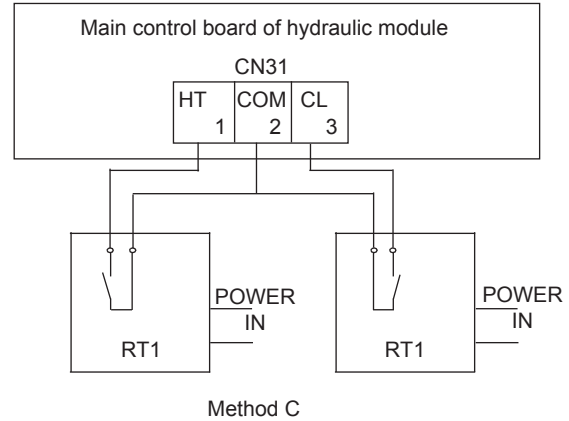 Main control board of hydraulic module
CN31
HT COM CL
1 2 3
POWER
IN
RT1
POWER
IN
RT1
Method C